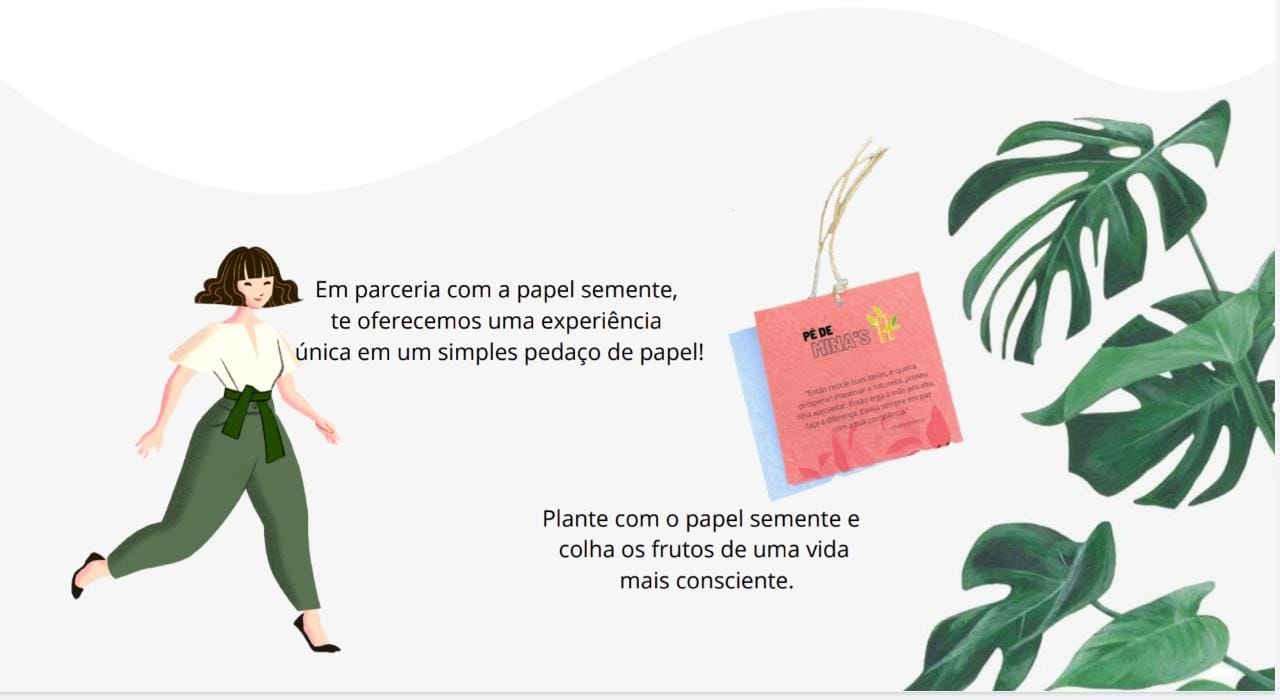 Em parceria com a papel semente,
te oferecemos uma experiência
única em um simples pedaço de papel!
PÉ DE
MINA'S
"Então recicle suas ideias, e queira
prosperar! Preservar a natureza, proseu
filha aproveitar. Então erga a mão pro alto,
faça a diferença. Esteja sempre em paz
com a sua consciência."
Plante com o papel semente e
colha os frutos de uma vida
mais consciente.